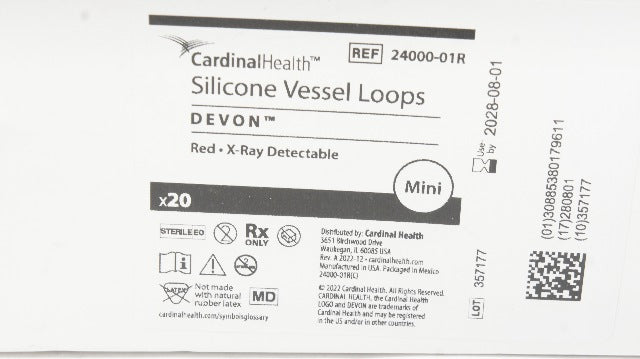 CardinalHealth™
REF 24000-01R
Silicone Vessel Loops
DEVON™
Red • X-Ray Detectable
Mini
x20
STERILE EO
Rx ONLY
Not made
with natural
rubber latex
LATEX
MD
cardinalhealth.com/symbolsglossary
Distributed by: Cardinal Health
3651 Birchwood Drive
Waukegan, IL 60085 USA
Rev. A 2022-12 • cardinalhealth.com
Manufactured in USA. Packaged in Mexico
24000-01R(C)
© 2022 Cardinal Health. All Rights Reserved.
CARDINAL HEALTH, the Cardinal Health
LOGO and DEVON are trademarks of
Cardinal Health and may be registered
in the US and/or in other countries.
Use-by 2028-08-01
LOT 357177
(01)30885380179611
(17)280801
(10)357177